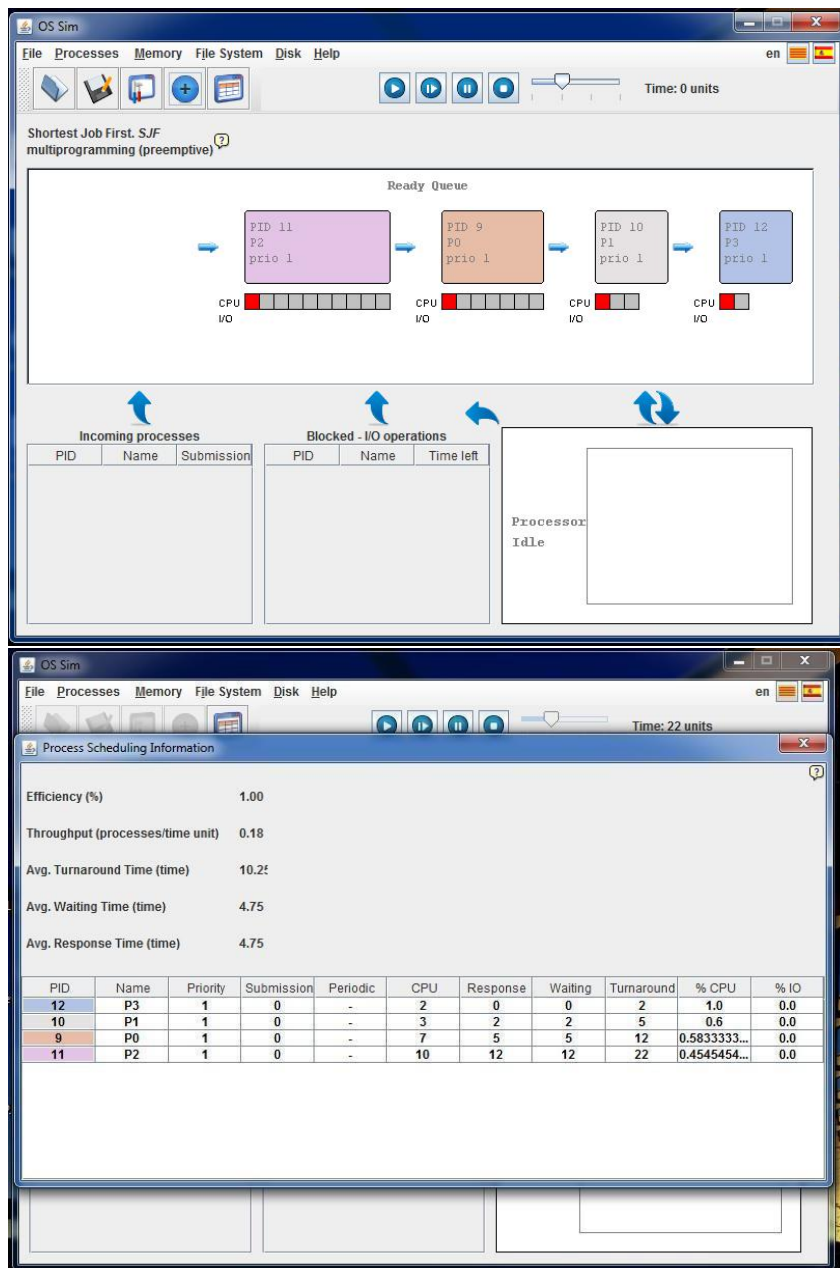 OS Sim
File Processes Memory File System Disk Help en
Time: 0 units
Shortest Job First. SJF
multiprogramming (preemptive) ?
Ready Queue
PID 11 PID 9 PID 10 PID 12
P2 P0 P1 P3
prio 1 prio 1 prio 1 prio 1
CPU CPU CPU CPU
I/O I/O I/O I/O
Incoming processes Blocked - I/O operations
PID Name Submission PID Name Time left
Processor
Idle
OS Sim
File Processes Memory File System Disk Help en
Time: 22 units
Process Scheduling Information
?
Efficiency (%) 1.00
Throughput (processes/time unit) 0.18
Avg. Turnaround Time (time) 10.25
Avg. Waiting Time (time) 4.75
Avg. Response Time (time) 4.75
PID Name Priority Submission Periodic CPU Response Waiting Turnaround % CPU % IO
12 P3 1 0 - 2 0 0 2 1.0 0.0
10 P1 1 0 - 3 2 2 5 0.6 0.0
9 P0 1 0 - 7 5 5 12 0.5833333... 0.0
11 P2 1 0 - 10 12 12 22 0.4545454... 0.0